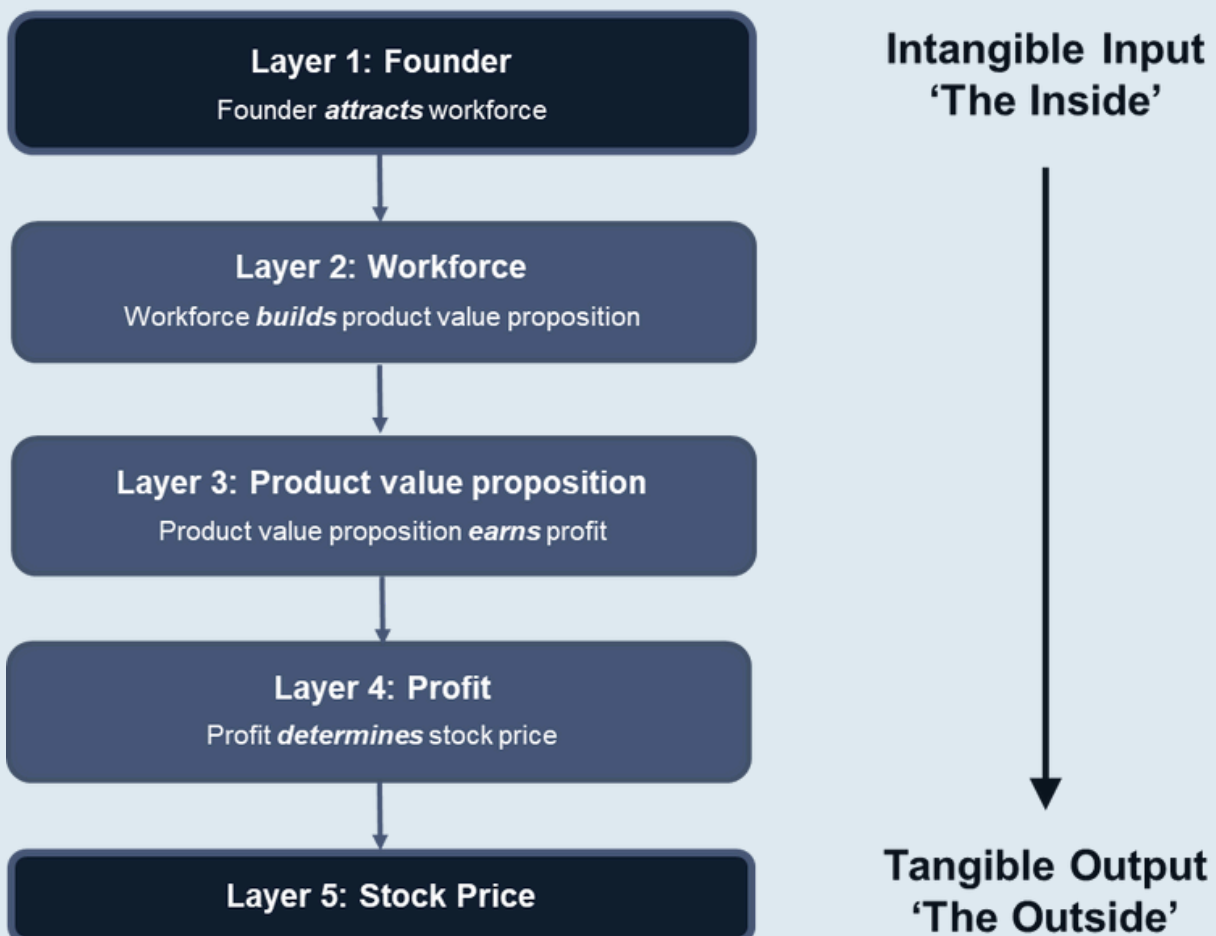 Layer 1: Founder
Founder attracts workforce
Layer 2: Workforce
Workforce builds product value proposition
Layer 3: Product value proposition
Product value proposition earns profit
Layer 4: Profit
Profit determines stock price
Layer 5: Stock Price
Intangible Input
‘The Inside’
Tangible Output
‘The Outside’